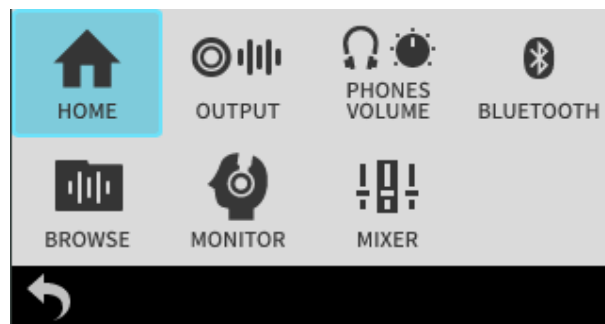 HOME
OUTPUT
PHONES
VOLUME
BLUETOOTH
BROWSE
MONITOR
MIXER